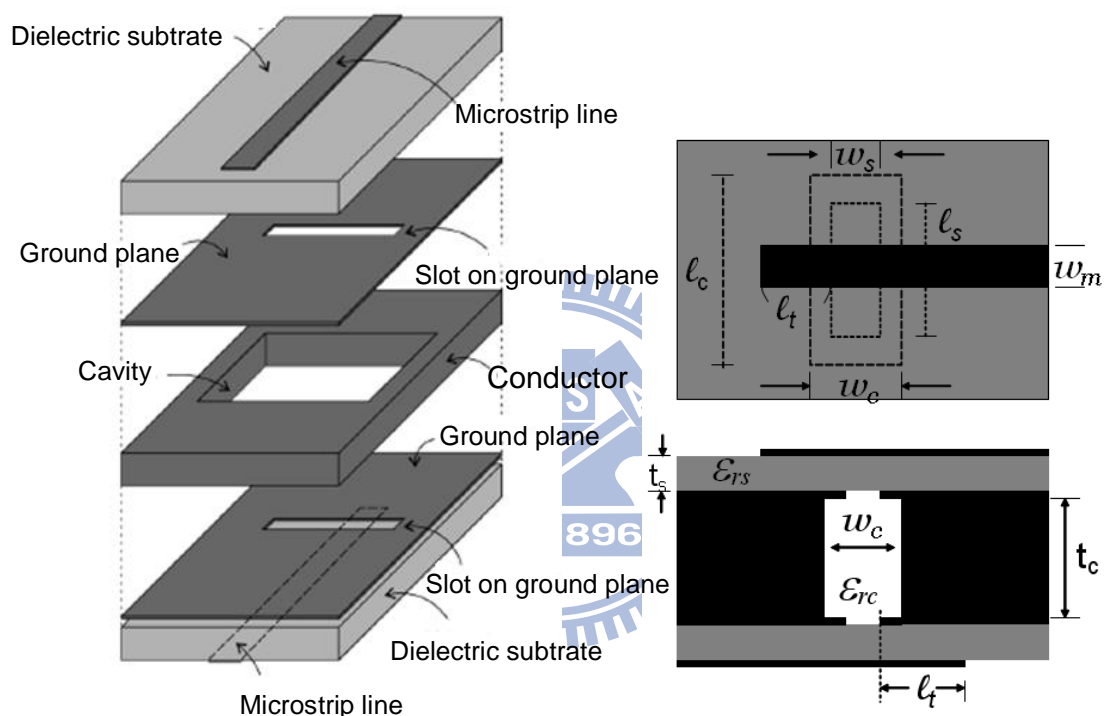 Dielectric subtrate
Microstrip line
Ground plane
Slot on ground plane
Cavity
Conductor
Ground plane
Slot on ground plane
Dielectric subtrate
Microstrip line
w_s
ℓ_s
ℓ_c
w_m
ℓ_t
w_c
t_s
ε_rs
w_c
t_c
ε_rc
ℓ_t
896